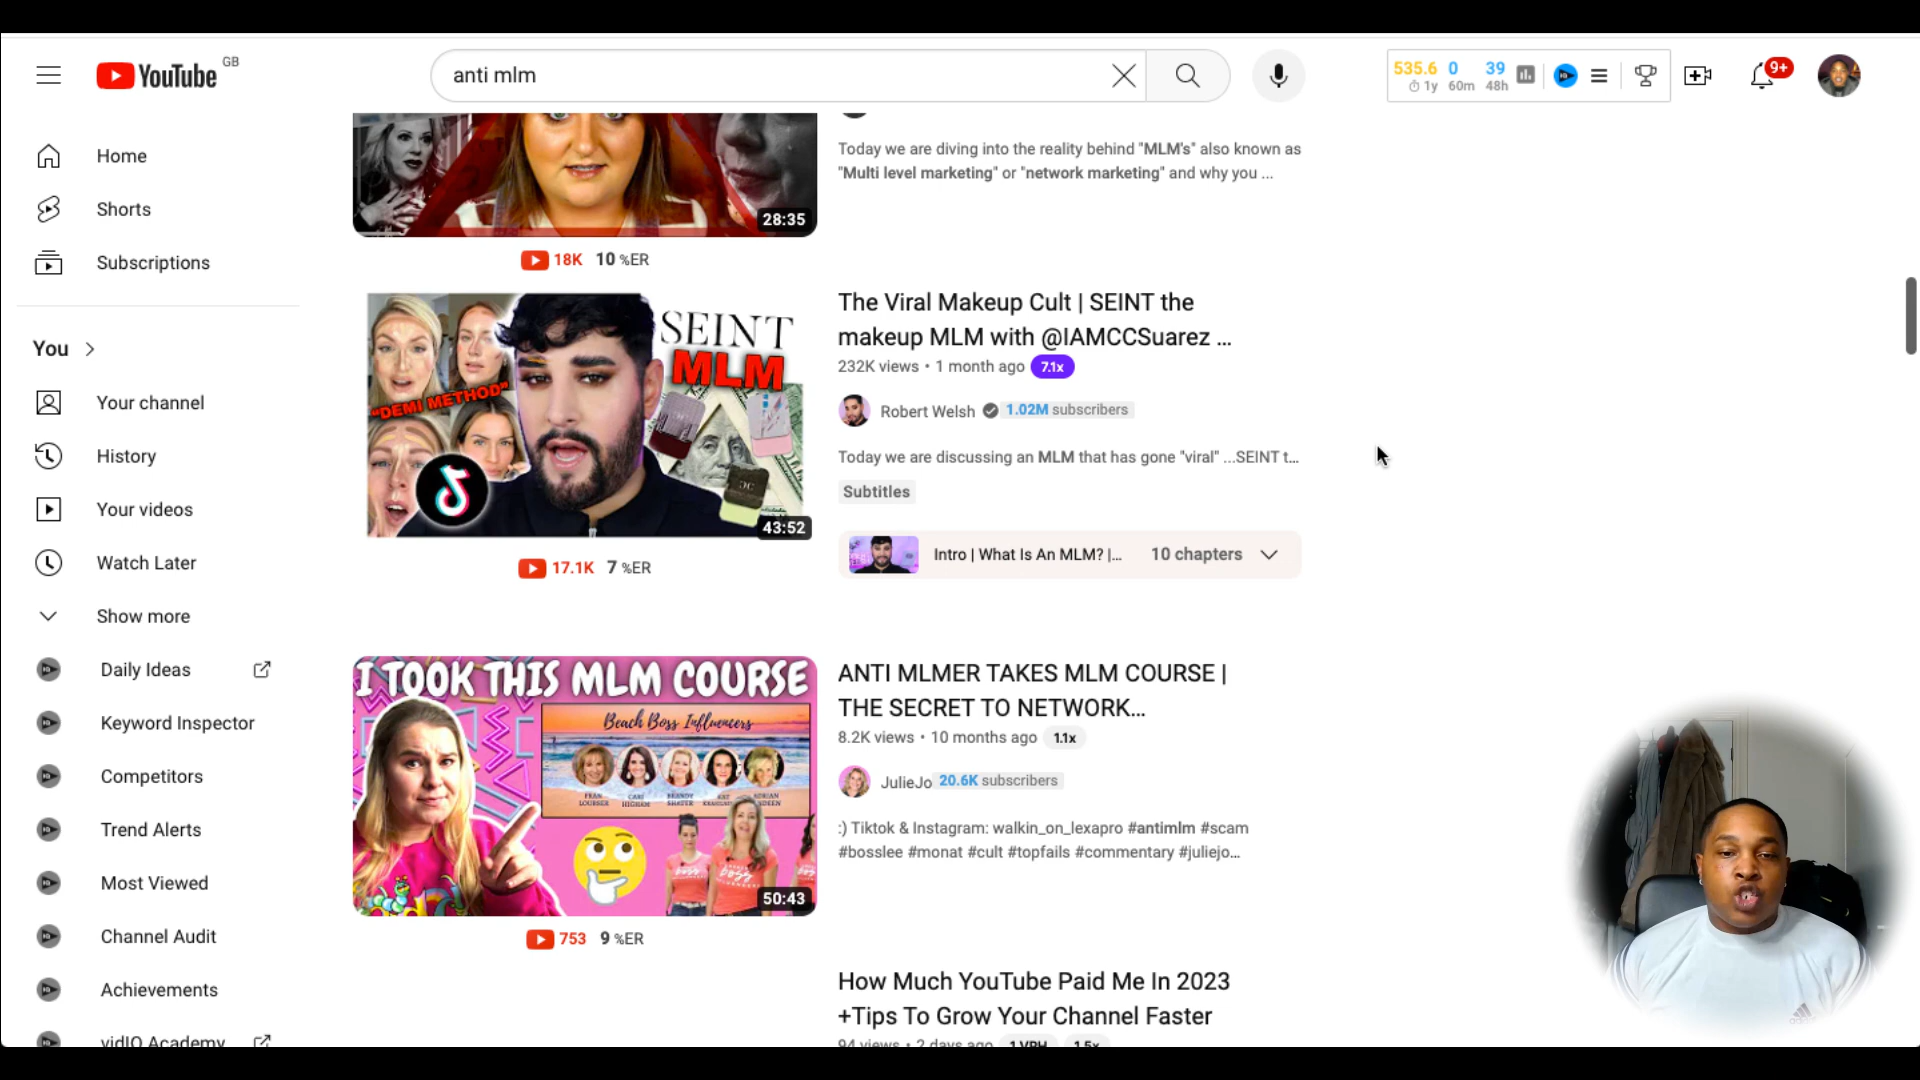 YouTube GB
anti mlm
535.6 0 39
1y 60m 48h
9+
Home
Shorts
Subscriptions
You
Your channel
History
Your videos
Watch Later
Show more
Daily Ideas
Keyword Inspector
Competitors
Trend Alerts
Most Viewed
Channel Audit
Achievements
vidIQ Academy
28:35
18K 10 %ER
Today we are diving into the reality behind "MLM's" also known as
"Multi level marketing" or "network marketing" and why you ...
SEINT
MLM
"DEMI METHOD"
43:52
17.1K 7 %ER
The Viral Makeup Cult | SEINT the
makeup MLM with @IAMCCSuarez ...
232K views • 1 month ago 7.1x
Robert Welsh 1.02M subscribers
Today we are discussing an MLM that has gone "viral" ...SEINT t...
Subtitles
Intro | What Is An MLM? |... 10 chapters
I TOOK THIS MLM COURSE
Beach Boss Influencers
50:43
753 9 %ER
ANTI MLMER TAKES MLM COURSE |
THE SECRET TO NETWORK...
8.2K views • 10 months ago 1.1x
JulieJo 20.6K subscribers
:) Tiktok & Instagram: walkin_on_lexapro #antimlm #scam
#bosslee #monat #cult #topfails #commentary #juliejo...
How Much YouTube Paid Me In 2023
+Tips To Grow Your Channel Faster
94 views • 2 days ago 1 VPH 1.5x